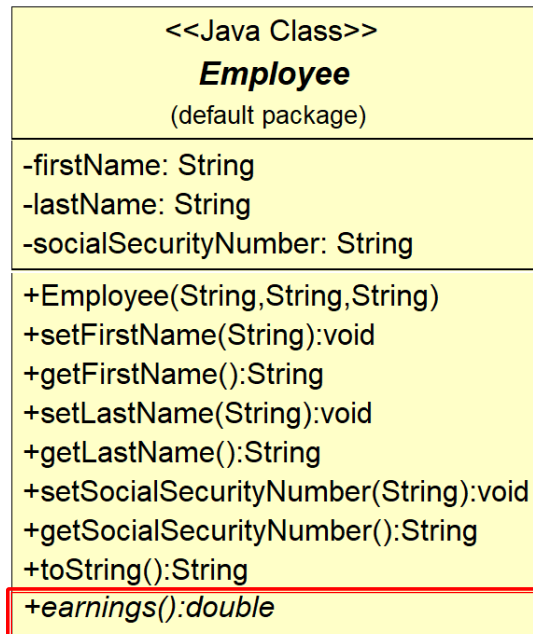 <<Java Class>>
Employee
(default package)
-firstName: String
-lastName: String
-socialSecurityNumber: String
+Employee(String,String,String)
+setFirstName(String):void
+getFirstName():String
+setLastName(String):void
+getLastName():String
+setSocialSecurityNumber(String):void
+getSocialSecurityNumber():String
+toString():String
+earnings():double